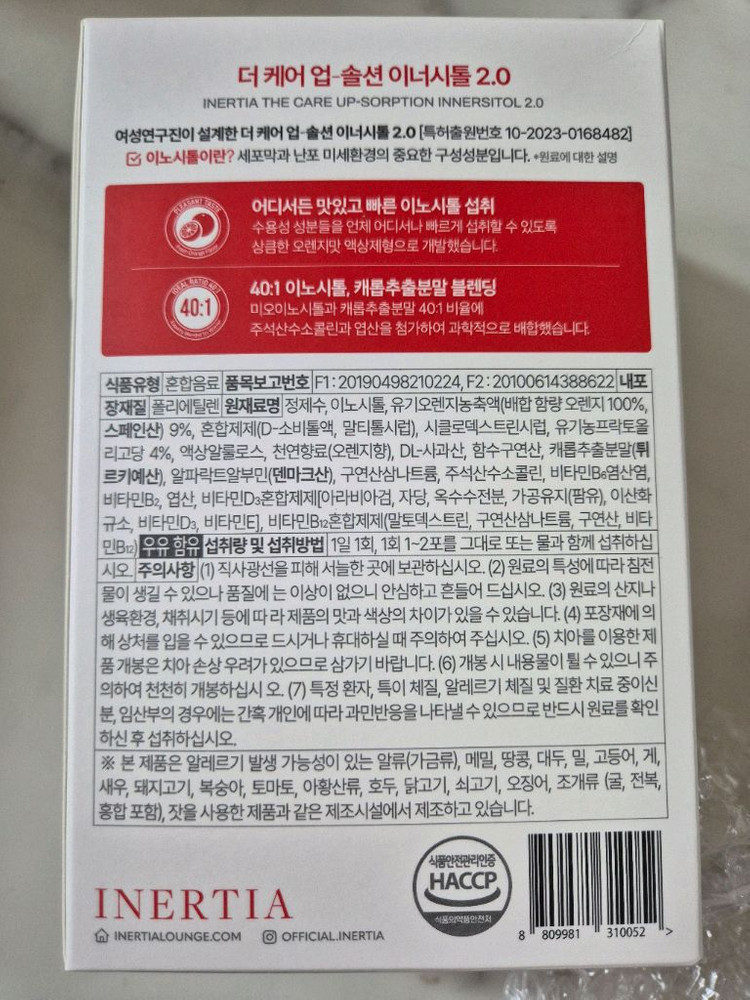 더 케어 업-솔션 이너시톨 2.0
INERTIA THE CARE UP-SORPTION INNERSITOL 2.0
여성연구진이 설계한 더 케어 업-솔션 이너시톨 2.0 [특허출원번호 10-2023-0168482]
이노시톨이란? 세포막과 난포 미세환경의 중요한 구성성분입니다. *원료에 대한 설명
PLEASANT TASTE
어디서든 맛있고 빠른 이노시톨 섭취
수용성 성분들을 언제 어디서나 빠르게 섭취할 수 있도록
상큼한 오렌지맛 액상제형으로 개발했습니다.
IDEAL RATIO 40:1
40:1
40:1 이노시톨, 캐롭추출분말 블렌딩
미오이노시톨과 캐롭추출분말 40:1 비율에
주석산수소콜린과 엽산을 첨가하여 과학적으로 배합했습니다.
식품유형 혼합음료 품목보고번호 F1 : 20190498210224, F2 : 20100614388622 내포
장재질 폴리에틸렌 원재료명 정제수, 이노시톨, 유기오렌지농축액(배합 함량 오렌지 100%,
스페인산) 9%, 혼합제제(D-소비톨액, 말티톨시럽), 시클로덱스트린시럽, 유기농프락토올
리고당 4%, 액상알룰로스, 천연향료(오렌지향), DL-사과산, 함수구연산, 캐롭추출분말(튀
르키예산), 알파락트알부민(덴마크산), 구연산삼나트륨, 주석산수소콜린, 비타민B₆염산염,
비타민B₂, 엽산, 비타민D₃혼합제제[아라비아검, 자당, 옥수수전분, 가공유지(팜유), 이산화
규소, 비타민D₃, 비타민E], 비타민B₁₂혼합제제(말토덱스트린, 구연산삼나트륨, 구연산, 비타
민B₁₂) 우유 함유 섭취량 및 섭취방법 1일 1회, 1회 1~2포를 그대로 또는 물과 함께 섭취하십
시오. 주의사항 (1) 직사광선을 피해 서늘한 곳에 보관하십시오. (2) 원료의 특성에 따라 침전
물이 생길 수 있으나 품질에 는 이상이 없으니 안심하고 흔들어 드십시오. (3) 원료의 산지나
생육환경, 채취시기 등에 따 라 제품의 맛과 색상의 차이가 있을 수 있습니다. (4) 포장재에 의
해 상처를 입을 수 있으므로 드시거나 휴대하실 때 주의하여 주십시오. (5) 치아를 이용한 제
품 개봉은 치아 손상 우려가 있으므로 삼가기 바랍니다. (6) 개봉 시 내용물이 튈 수 있으니 주
의하여 천천히 개봉하십시 오. (7) 특정 환자, 특이 체질, 알레르기 체질 및 질환 치료 중이신
분, 임산부의 경우에는 간혹 개인에 따라 과민반응을 나타낼 수 있으므로 반드시 원료를 확인
하신 후 섭취하십시오.
※ 본 제품은 알레르기 발생 가능성이 있는 알류(가금류), 메밀, 땅콩, 대두, 밀, 고등어, 게,
새우, 돼지고기, 복숭아, 토마토, 아황산류, 호두, 닭고기, 쇠고기, 오징어, 조개류 (굴, 전복,
홍합 포함), 잣을 사용한 제품과 같은 제조시설에서 제조하고 있습니다.
식품안전관리인증
HACCP
식품의약품안전처
INERTIA
INERTIALOUNGE.COM OFFICIAL.INERTIA
8 809981 310052 >